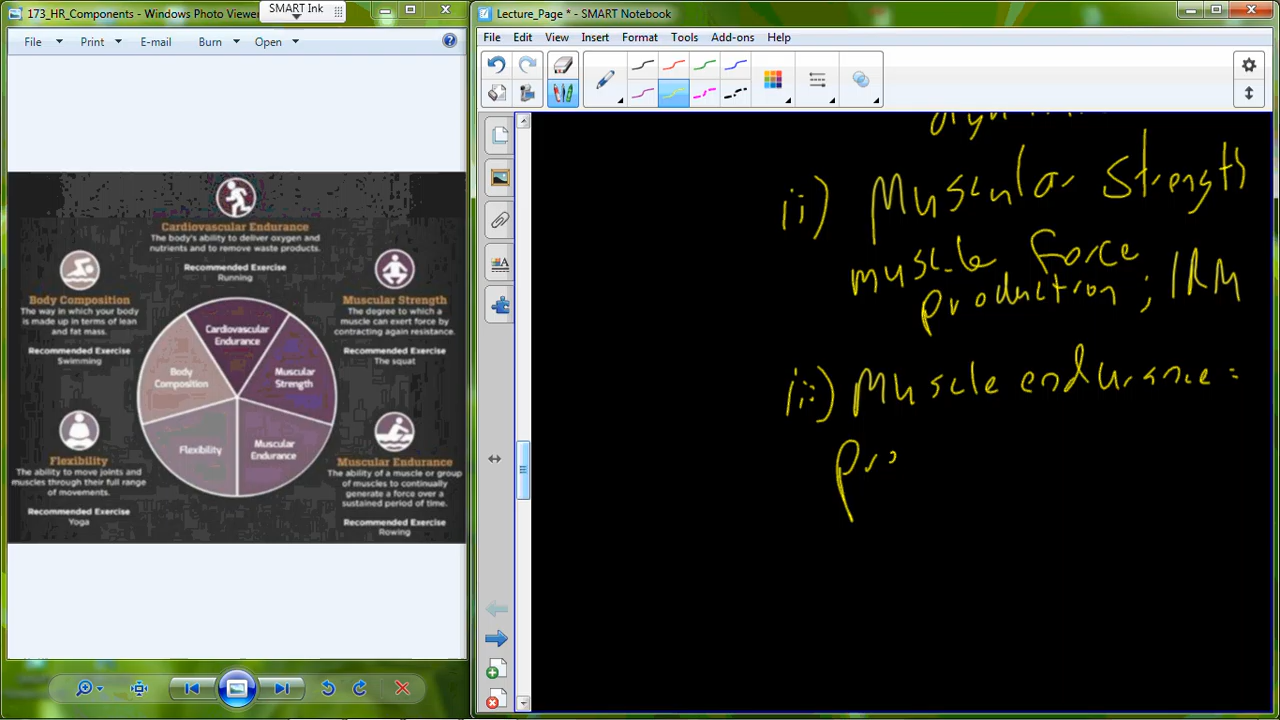 173_HR_Components - Windows Photo Viewer
SMART Ink
File Print E-mail Burn Open
Cardiovascular Endurance
The body's ability to deliver oxygen and
nutrients and to remove waste products.
Recommended Exercise
Running
Body Composition
The way in which your body
is made up in terms of lean
and fat mass.
Recommended Exercise
Swimming
Muscular Strength
The degree to which a
muscle can exert force by
contracting again resistance.
Recommended Exercise
The squat
Cardiovascular
Endurance
Body
Composition
Muscular
Strength
Flexibility
Muscular
Endurance
Flexibility
The ability to move joints and
muscles through their full range
of movements.
Recommended Exercise
Yoga
Muscular Endurance
The ability of a muscle or group
of muscles to continually
generate a force over a
sustained period of time.
Recommended Exercise
Rowing
Lecture_Page * - SMART Notebook
File Edit View Insert Format Tools Add-ons Help
ii) Muscular Strength
muscle force
production; 1RM
iii) Muscle endurance =